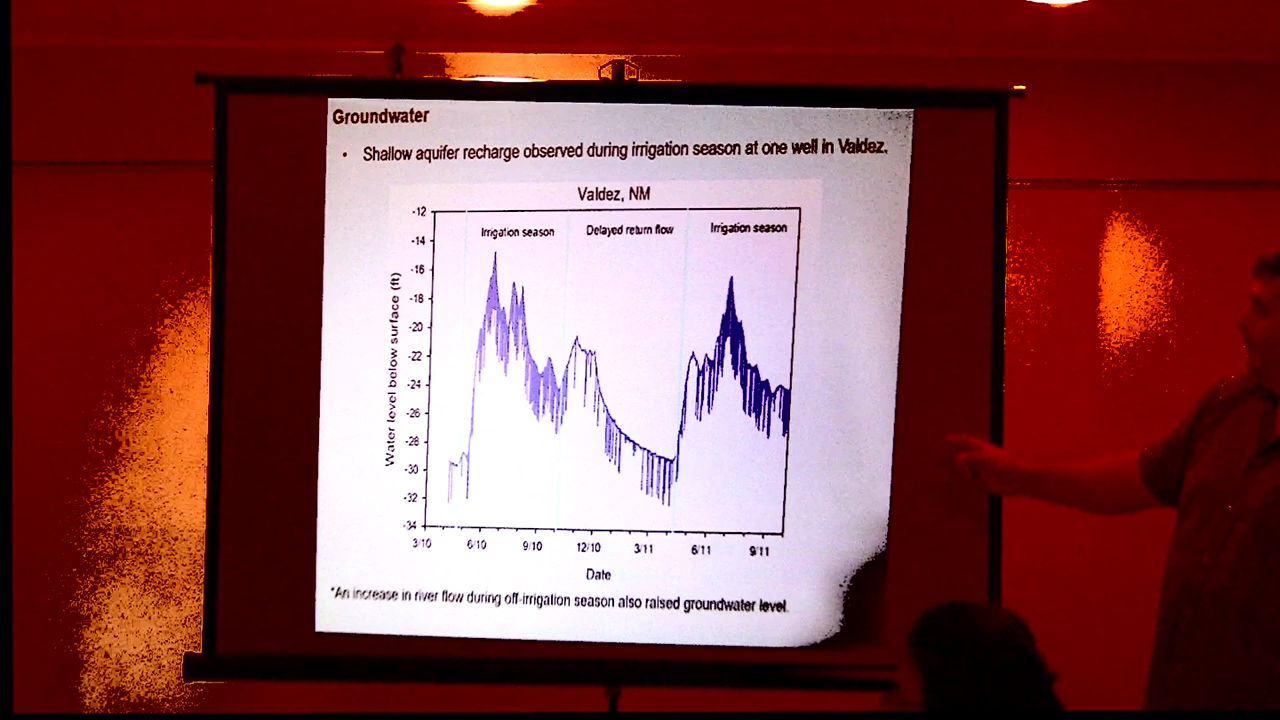 Groundwater
• Shallow aquifer recharge observed during irrigation season at one well in Valdez.
Valdez, NM
Irrigation season Delayed return flow Irrigation season
Water level below surface (ft)
-12
-14
-16
-18
-20
-22
-24
-26
-28
-30
-32
-34
3/10 6/10 9/10 12/10 3/11 6/11 9/11
Date
*An increase in river flow during off-irrigation season also raised groundwater level.